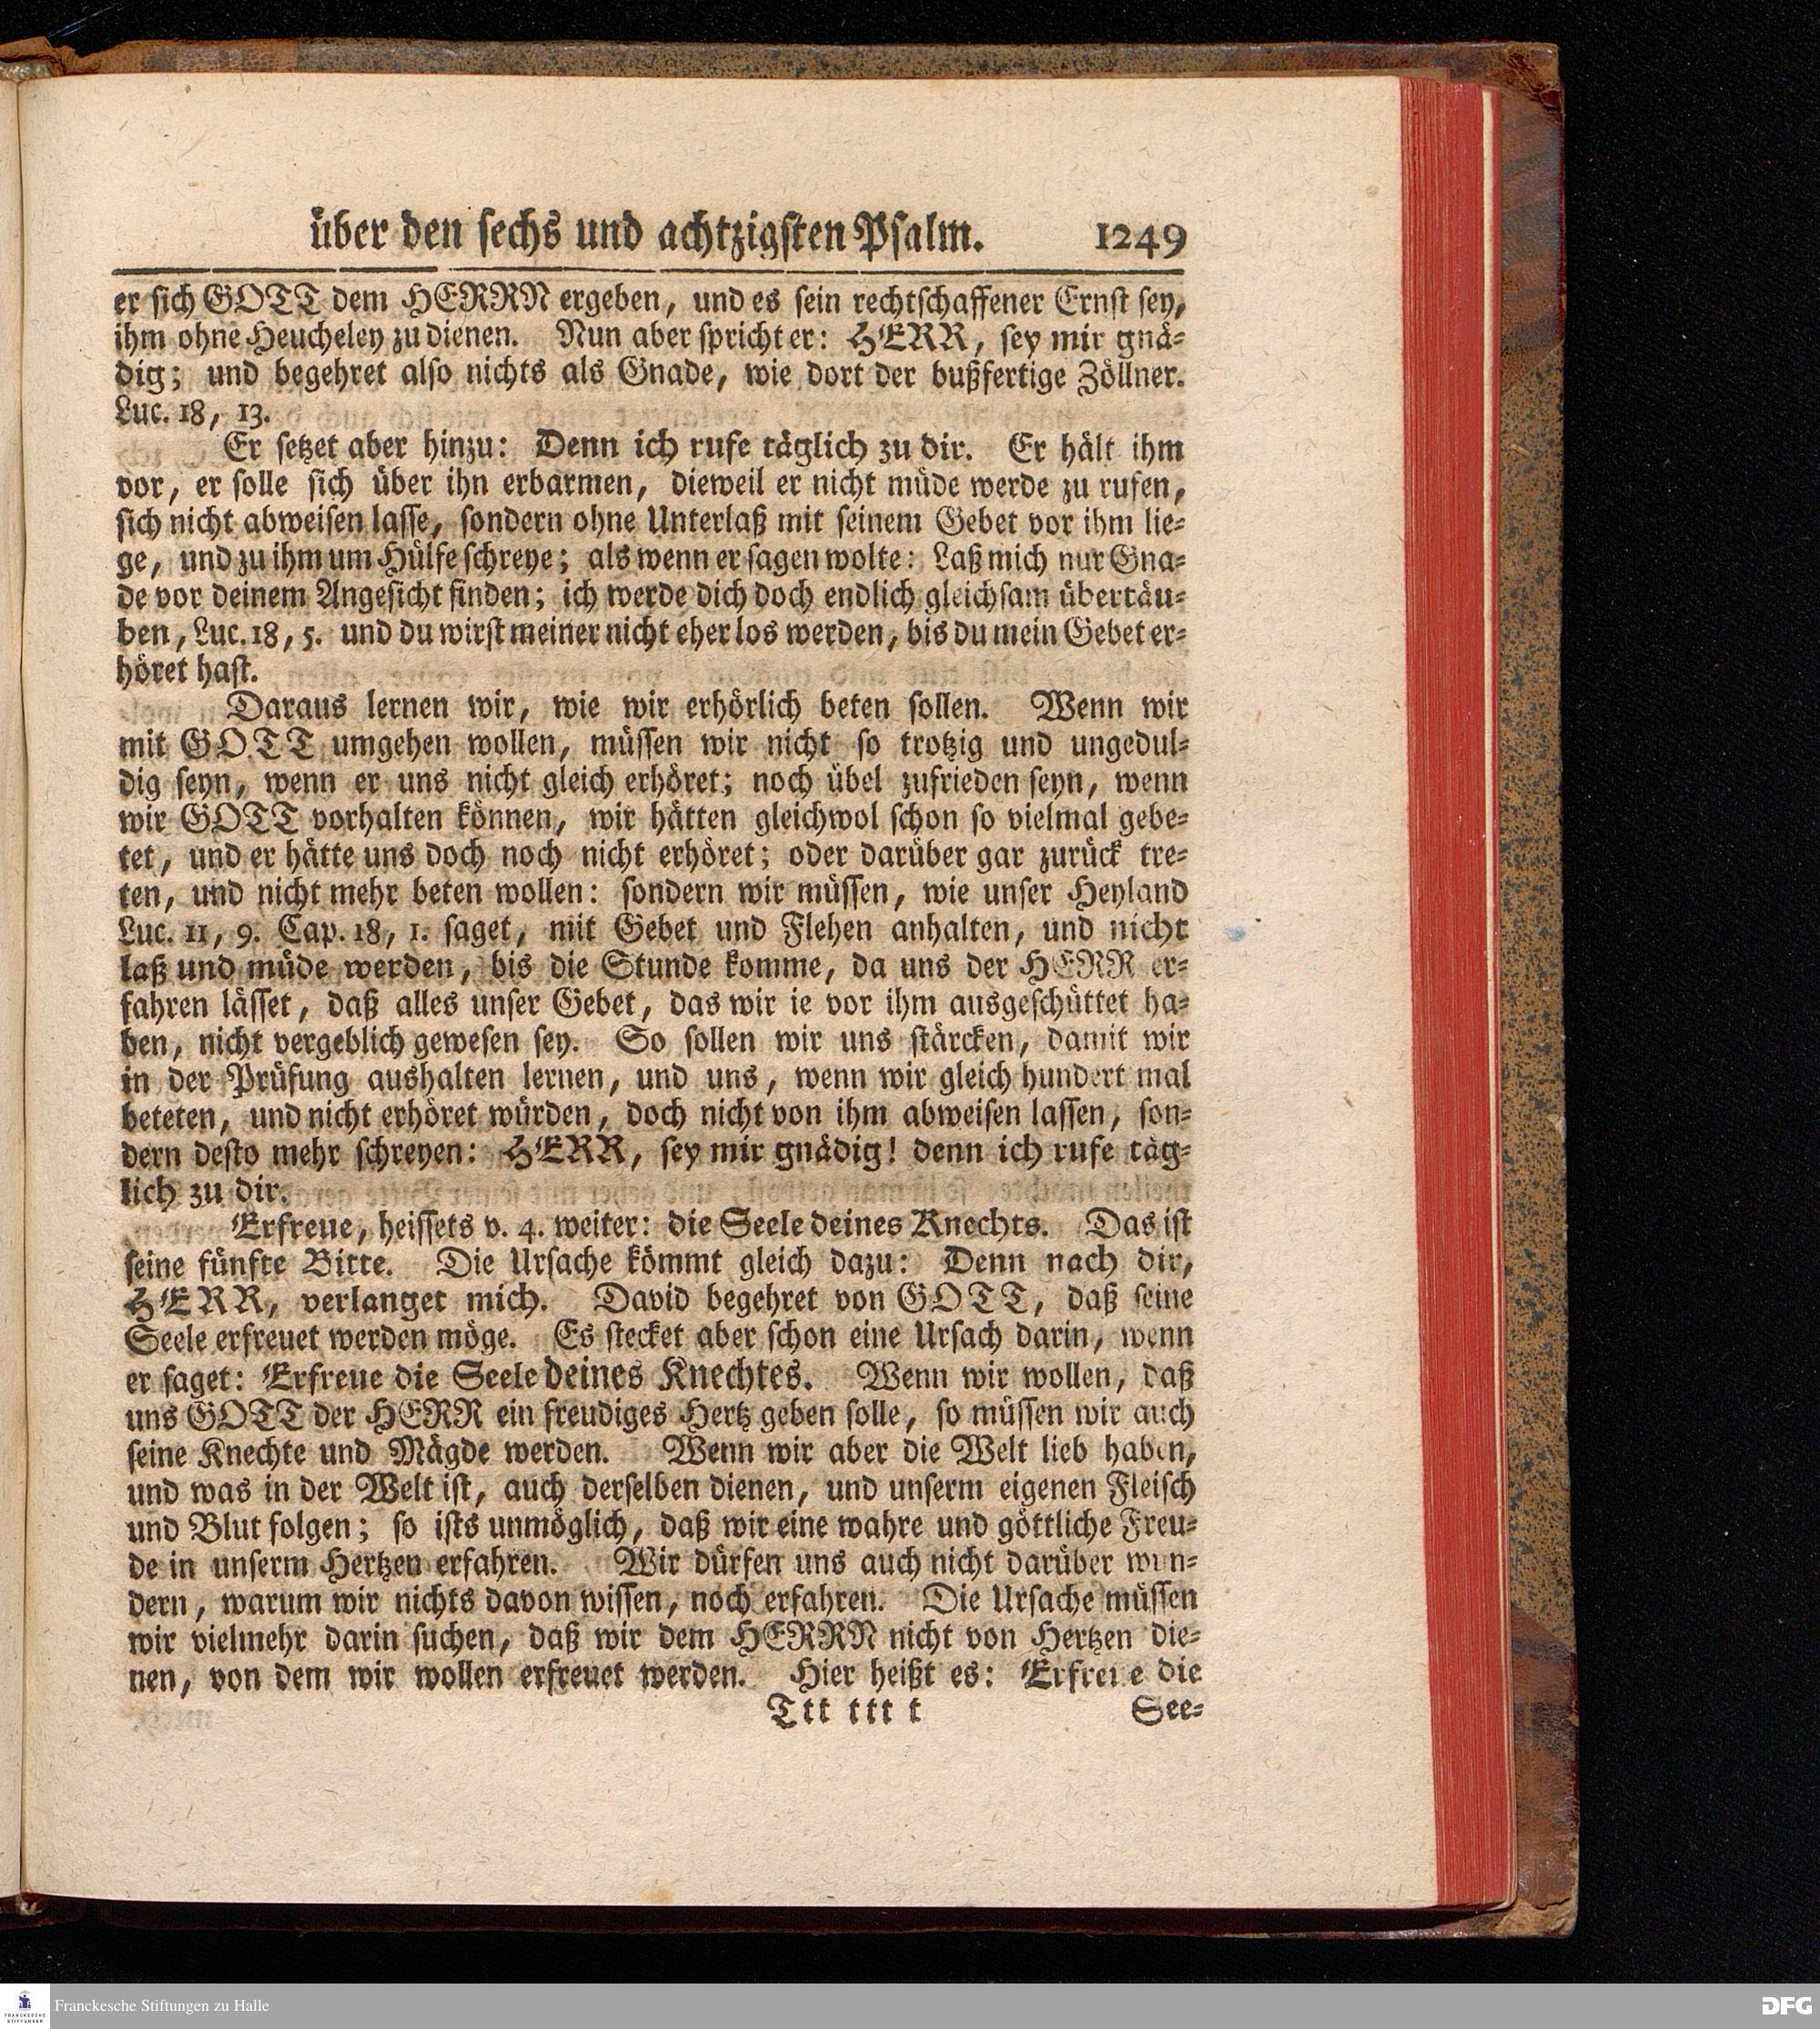 über den sechs und achtzigsten Psalm. 1249
er sich GOTT dem HERRN ergeben, und es sein rechtschaffener Ernst sey,
ihm ohne Heucheley zu dienen. Nun aber spricht er: HERR, sey mir gnä-
dig; und begehret also nichts als Gnade, wie dort der bußfertige Zöllner.
Luc. 18, 13.
Er setzet aber hinzu: Denn ich rufe täglich zu dir. Er hält ihm
vor, er solle sich über ihn erbarmen, dieweil er nicht müde werde zu rufen,
sich nicht abweisen lasse, sondern ohne Unterlaß mit seinem Gebet vor ihm lie-
ge, und zu ihm um Hülfe schreye; als wenn er sagen wolte: Laß mich nur Gna-
de vor deinem Angesicht finden; ich werde dich doch endlich gleichsam übertäu-
ben, Luc. 18, 5. und du wirst meiner nicht eher los werden, bis du mein Gebet er-
höret hast.
Daraus lernen wir, wie wir erhörlich beten sollen. Wenn wir
mit GOTT umgehen wollen, müssen wir nicht so trotzig und ungedul-
dig seyn, wenn er uns nicht gleich erhöret; noch übel zufrieden seyn, wenn
wir GOTT vorhalten können, wir hätten gleichwol schon so vielmal gebe-
tet, und er hätte uns doch noch nicht erhöret; oder darüber gar zurück tre-
ten, und nicht mehr beten wollen: sondern wir müssen, wie unser Heyland
Luc. 11, 9. Cap. 18, 1. saget, mit Gebet und Flehen anhalten, und nicht
laß und müde werden, bis die Stunde komme, da uns der HERR er-
fahren lässet, daß alles unser Gebet, das wir ie vor ihm ausgeschüttet ha-
ben, nicht vergeblich gewesen sey. So sollen wir uns stärcken, damit wir
in der Prüfung aushalten lernen, und uns, wenn wir gleich hundert mal
beteten, und nicht erhöret würden, doch nicht von ihm abweisen lassen, son-
dern desto mehr schreyen: HERR, sey mir gnädig! denn ich rufe täg-
lich zu dir.
Erfreue, heissets v. 4. weiter: die Seele deines Knechts. Das ist
seine fünfte Bitte. Die Ursache kömmt gleich dazu: Denn nach dir,
HERR, verlanget mich. David begehret von GOTT, daß seine
Seele erfreuet werden möge. Es stecket aber schon eine Ursach darin, wenn
er saget: Erfreue die Seele deines Knechtes. Wenn wir wollen, daß
uns GOTT der HERR ein freudiges Hertz geben solle, so müssen wir auch
seine Knechte und Mägde werden. Wenn wir aber die Welt lieb haben,
und was in der Welt ist, auch derselben dienen, und unserm eigenen Fleisch
und Blut folgen; so ists unmöglich, daß wir eine wahre und göttliche Freu-
de in unserm Hertzen erfahren. Wir dürfen uns auch nicht darüber wun-
dern, warum wir nichts davon wissen, noch erfahren. Die Ursache müssen
wir vielmehr darin suchen, daß wir dem HERRN nicht von Hertzen die-
nen, von dem wir wollen erfreuet werden. Hier heißt es: Erfreue die
Ttt ttt t See-
FRANCKESCHE STIFTUNGEN
Franckesche Stiftungen zu Halle
DFG